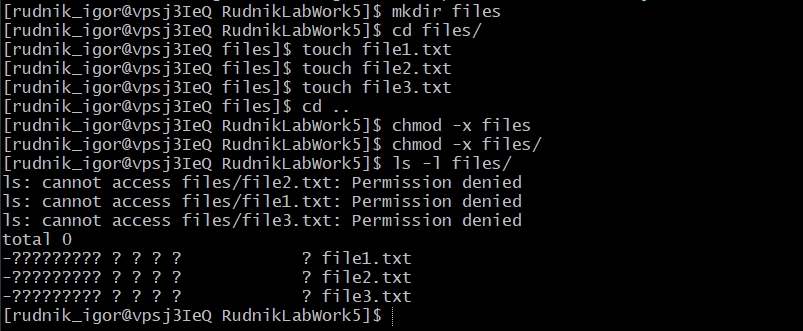 [rudnik_igor@vpsj3IeQ RudnikLabWork5]$ mkdir files
[rudnik_igor@vpsj3IeQ RudnikLabWork5]$ cd files/
[rudnik_igor@vpsj3IeQ files]$ touch file1.txt
[rudnik_igor@vpsj3IeQ files]$ touch file2.txt
[rudnik_igor@vpsj3IeQ files]$ touch file3.txt
[rudnik_igor@vpsj3IeQ files]$ cd ..
[rudnik_igor@vpsj3IeQ RudnikLabWork5]$ chmod -x files
[rudnik_igor@vpsj3IeQ RudnikLabWork5]$ chmod -x files/
[rudnik_igor@vpsj3IeQ RudnikLabWork5]$ ls -l files/
ls: cannot access files/file2.txt: Permission denied
ls: cannot access files/file1.txt: Permission denied
ls: cannot access files/file3.txt: Permission denied
total 0
-????????? ? ? ? ?            ? file1.txt
-????????? ? ? ? ?            ? file2.txt
-????????? ? ? ? ?            ? file3.txt
[rudnik_igor@vpsj3IeQ RudnikLabWork5]$